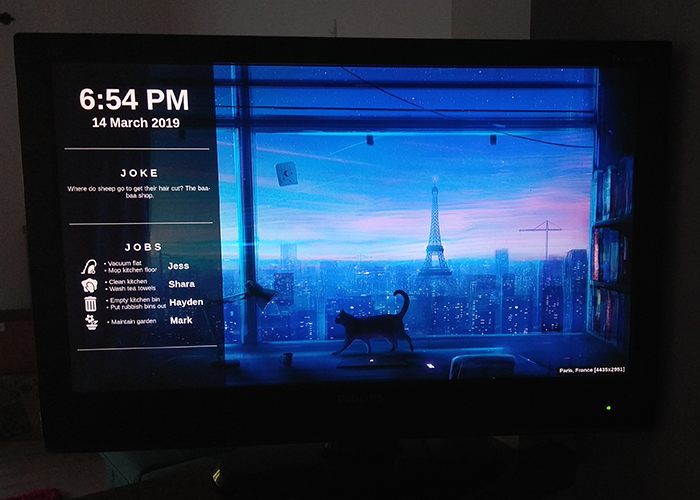 6:54 PM
14 March 2019
JOKE
Where do sheep go to get their hair cut? The baa-
baa shop.
JOBS
• Vacuum flat
• Mop kitchen floor
Jess
• Clean kitchen
• Wash tea towels
Shara
• Empty kitchen bin
• Put rubbish bins out
Hayden
• Maintain garden
Mark
Paris, France [4435x2951]